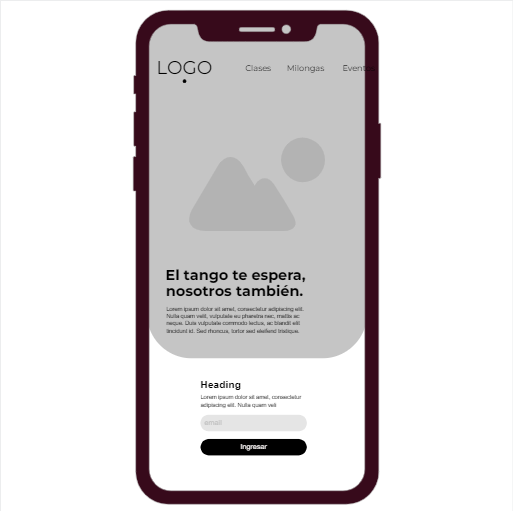 LOGO Clases Milongas Event
El tango te espera,
nosotros también.
Lorem ipsum dolor sit amet, consectetur adipiscing elit.
Nulla quam velit, vulputate eu pharetra nec, mattis ac
neque. Duis vulputate commodo lectus, ac blandit elit
tincidunt id. Sed rhoncus, tortor sed eleifend tristique.
Heading
Lorem ipsum dolor sit amet, consectetur
adipiscing elit. Nulla quam veli
email
Ingresar